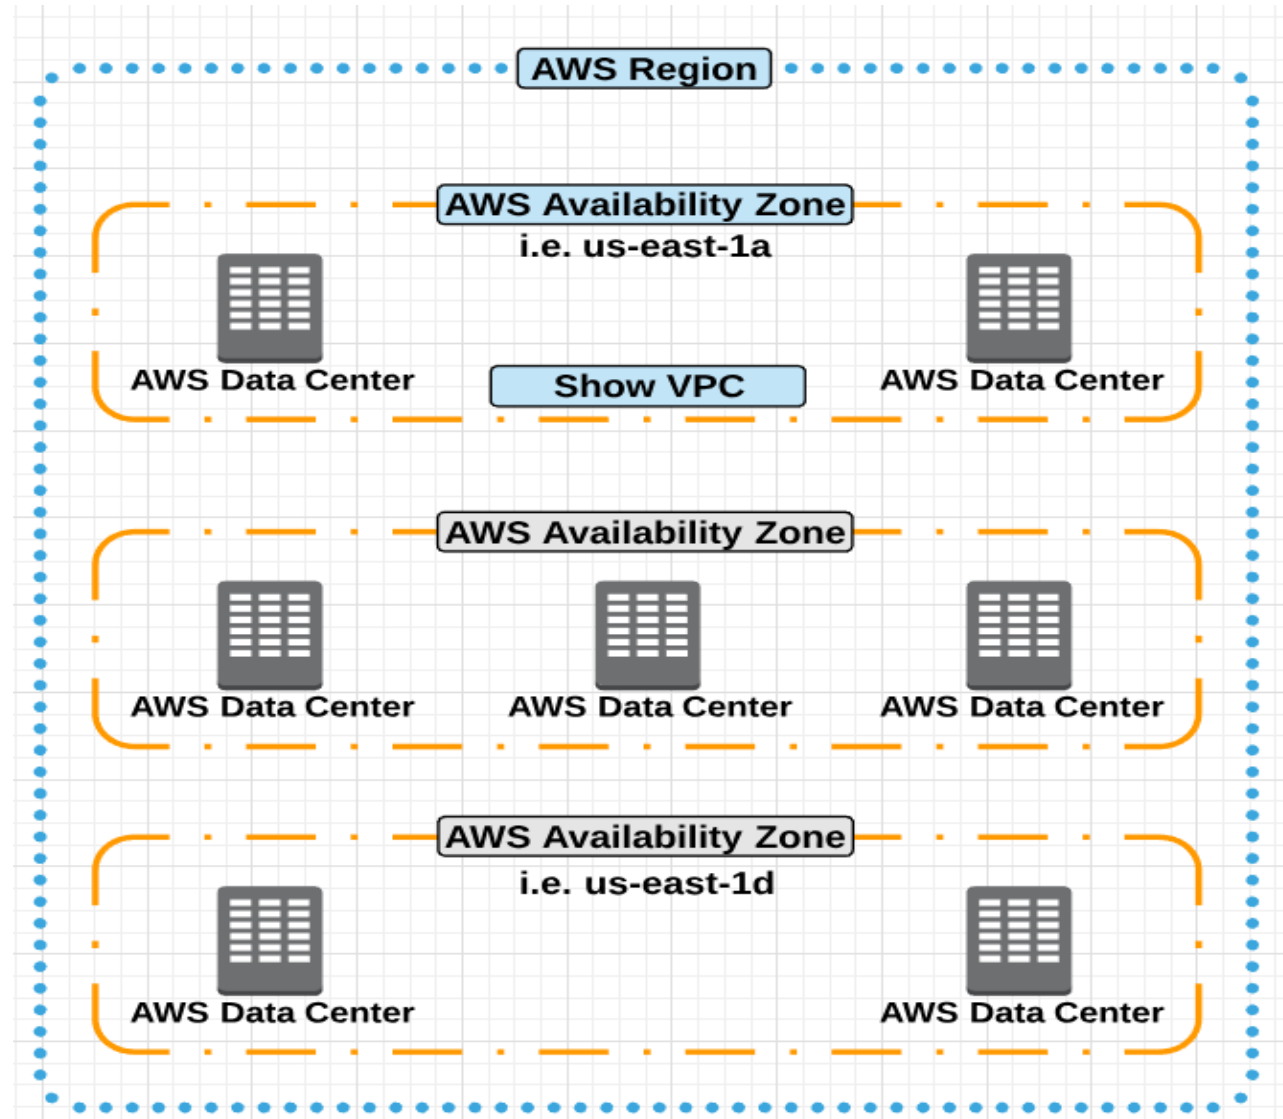 AWS Region
AWS Availability Zone
i.e. us-east-1a
AWS Data Center
AWS Data Center
Show VPC
AWS Availability Zone
AWS Data Center
AWS Data Center
AWS Data Center
AWS Availability Zone
i.e. us-east-1d
AWS Data Center
AWS Data Center